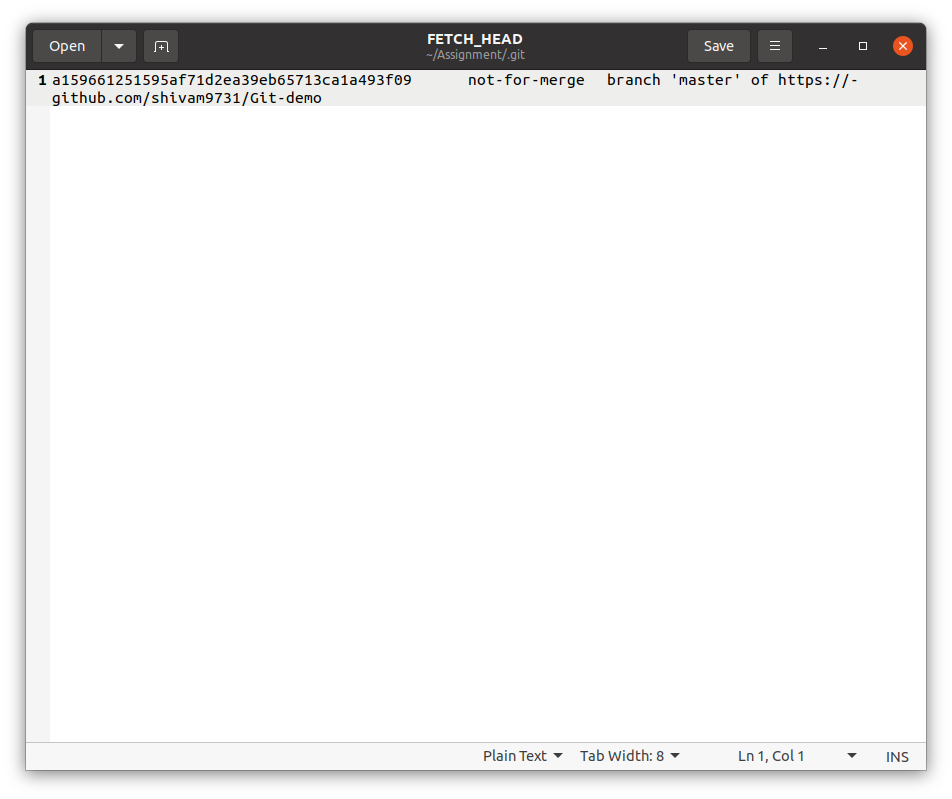 Open
FETCH_HEAD
~/Assignment/.git
Save
1 a159661251595af71d2ea39eb65713ca1a493f09 not-for-merge branch 'master' of https://-
github.com/shivam9731/Git-demo
Plain Text Tab Width: 8 Ln 1, Col 1 INS